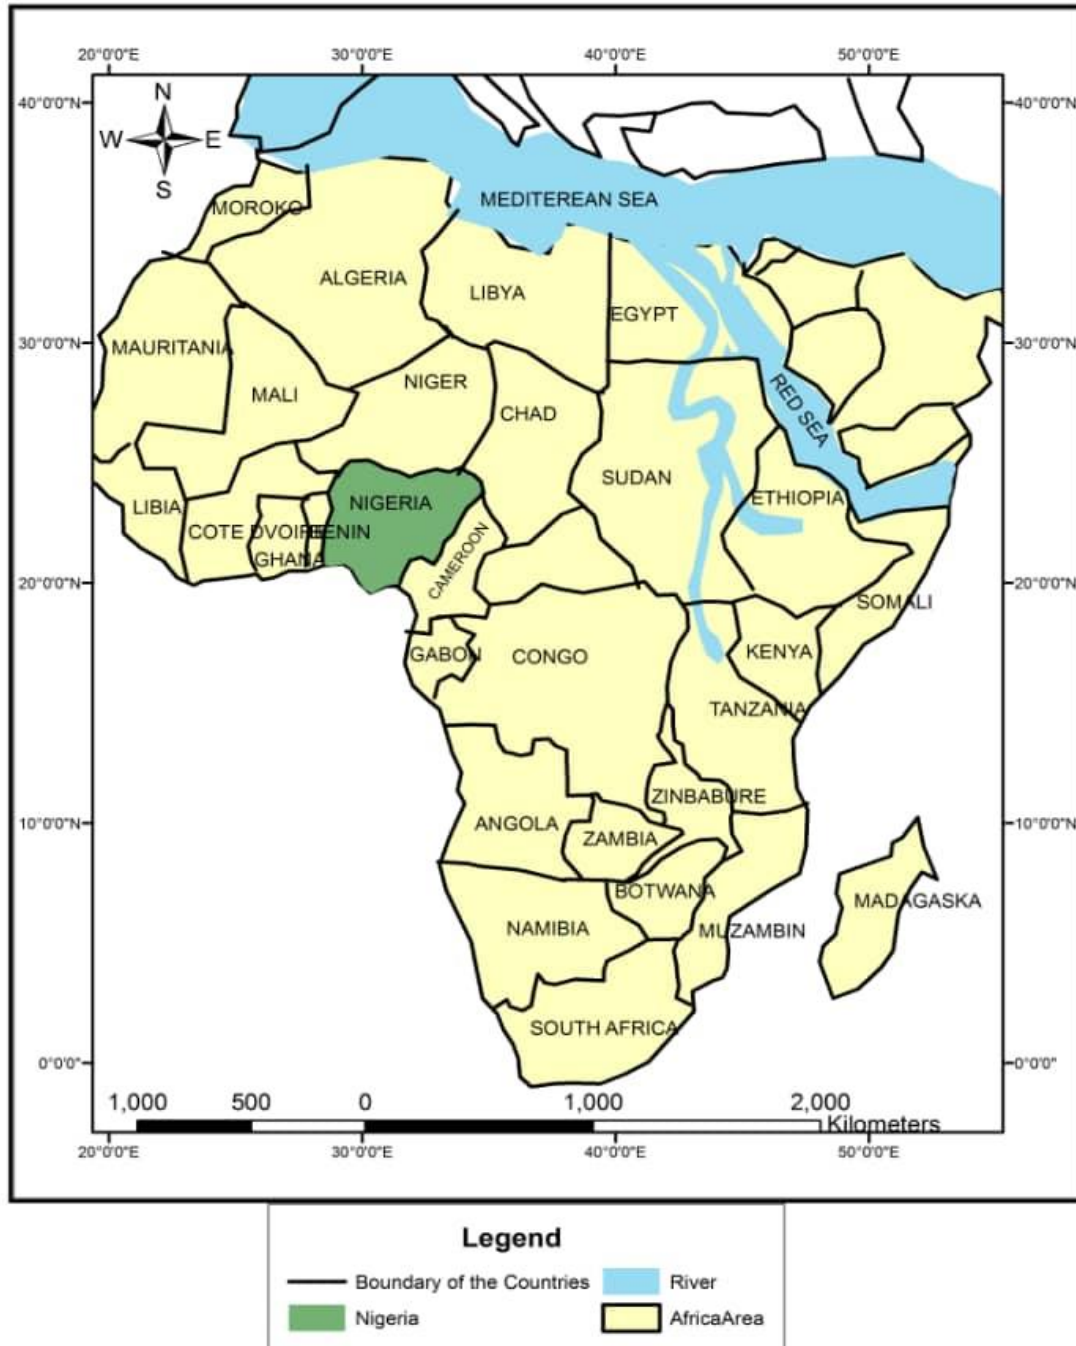 20°0'0"E 30°0'0"E 40°0'0"E 50°0'0"E
40°0'0"N 40°0'0"N
N
W E
S
MEDITEREAN SEA
MOROKO
ALGERIA
LIBYA
EGYPT
30°0'0"N 30°0'0"N
MAURITANIA
NIGER
MALI
RED SEA
CHAD
SUDAN
NIGERIA
ETHIOPIA
LIBIA
COTE DVOIRE
BENIN
GHANA
CAMEROON
20°0'0"N 20°0'0"N
SOMALI
GABON
CONGO
KENYA
TANZANIA
ZINBABURE
10°0'0"N 10°0'0"N
ANGOLA
ZAMBIA
BOTWANA
MADAGASKA
NAMIBIA
MUZAMBIN
SOUTH AFRICA
0°0'0" 0°0'0"
1,000 500 0 1,000 2,000
Kilometers
20°0'0"E 30°0'0"E 40°0'0"E 50°0'0"E
Legend
Boundary of the Countries River
Nigeria AfricaArea